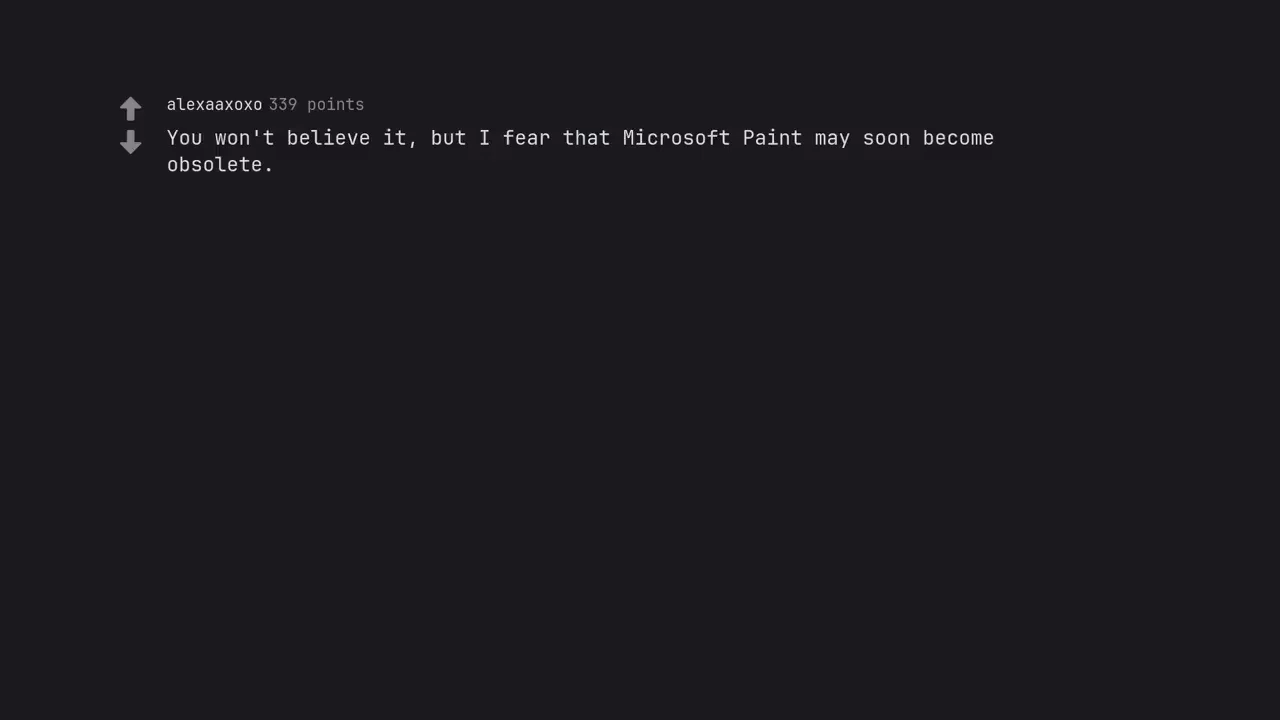 alexaaxoxo 339 points
You won't believe it, but I fear that Microsoft Paint may soon become
obsolete.